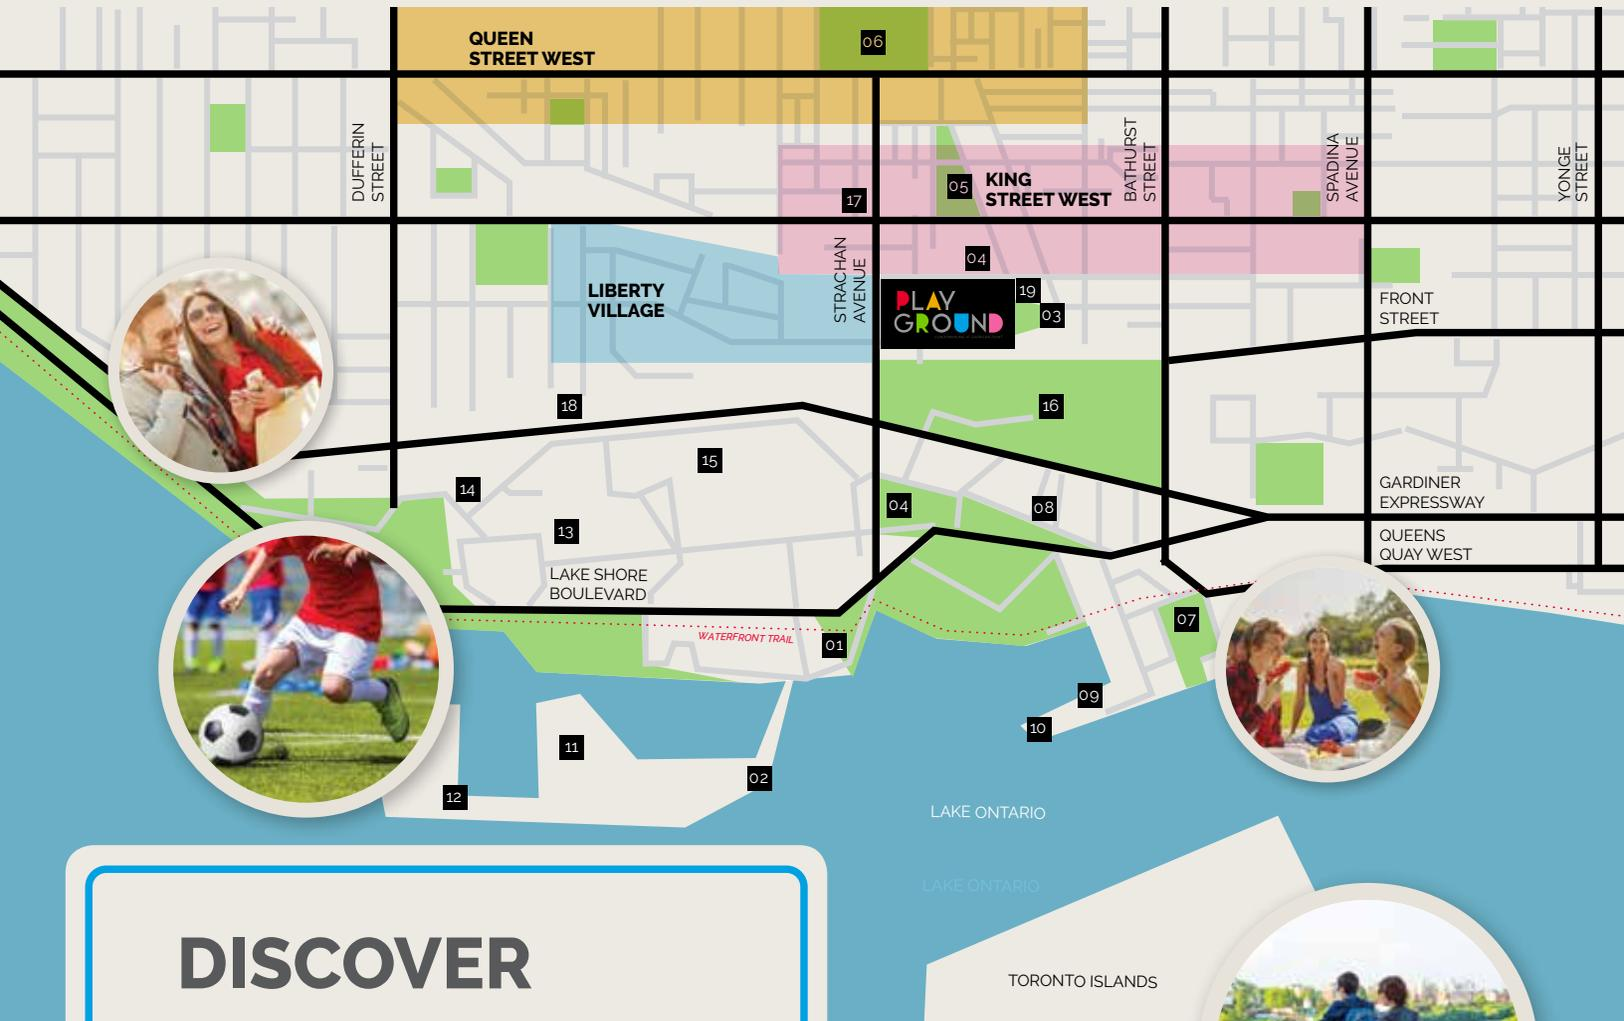 QUEEN
STREET WEST
06
DUFFERIN
STREET
BATHURST
STREET
SPADINA
AVENUE
YONGE
STREET
17
05
KING
STREET WEST
STRACHAN
AVENUE
04
LIBERTY
VILLAGE
PLAY
GROUND
19
03
FRONT
STREET
18
16
15
14
04
08
13
GARDINER
EXPRESSWAY
QUEENS
QUAY WEST
LAKE SHORE
BOULEVARD
WATERFRONT TRAIL
01
07
09
10
11
02
12
LAKE ONTARIO
LAKE ONTARIO
DISCOVER
TORONTO ISLANDS